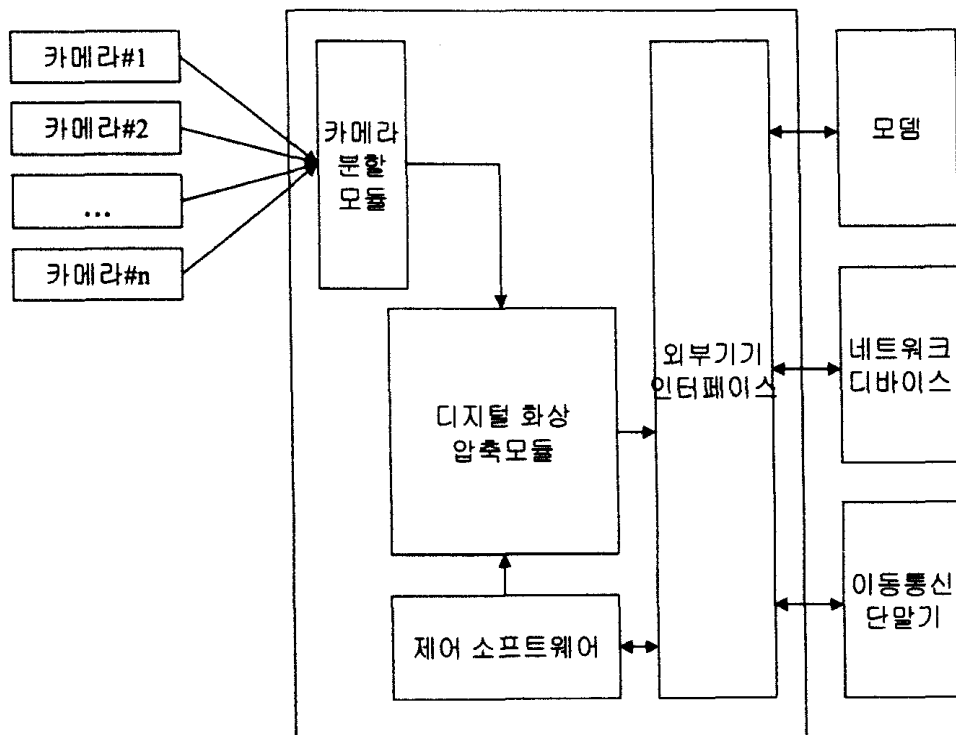 카메라#1
카메라#2
...
카메라#n
카메라
분할
모듈
디지털 화상
압축모듈
제어 소프트웨어
외부기기
인터페이스
모뎀
네트워크
디바이스
이동통신
단말기